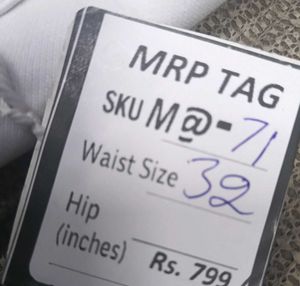 MRP TAG
SKU M@-71
Waist Size 32
Hip
(inches)
Rs. 799